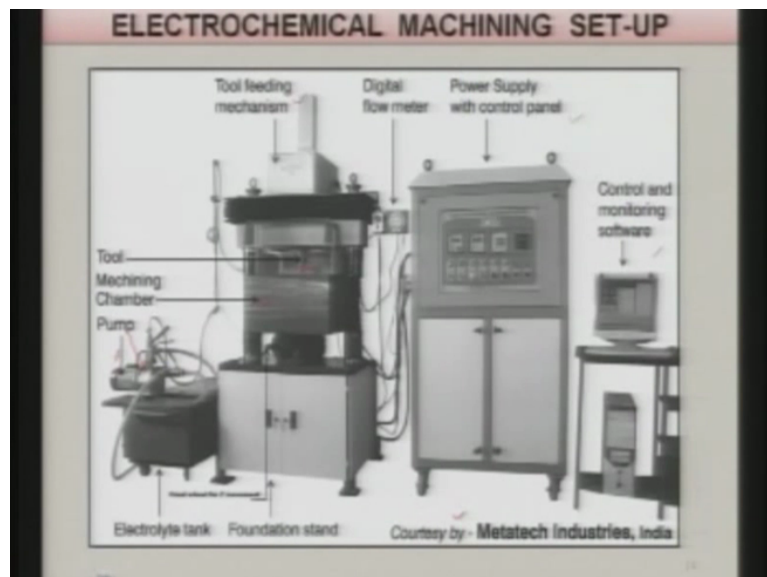 ELECTROCHEMICAL MACHINING SET-UP
Tool feeding
mechanism
Digital
flow meter
Power Supply
with control panel
Control and
monitoring
software
Tool
Mechining
Chamber
Pump
Electrolyte tank
Foundation stand
Courtasy by - Metatech Industries, India